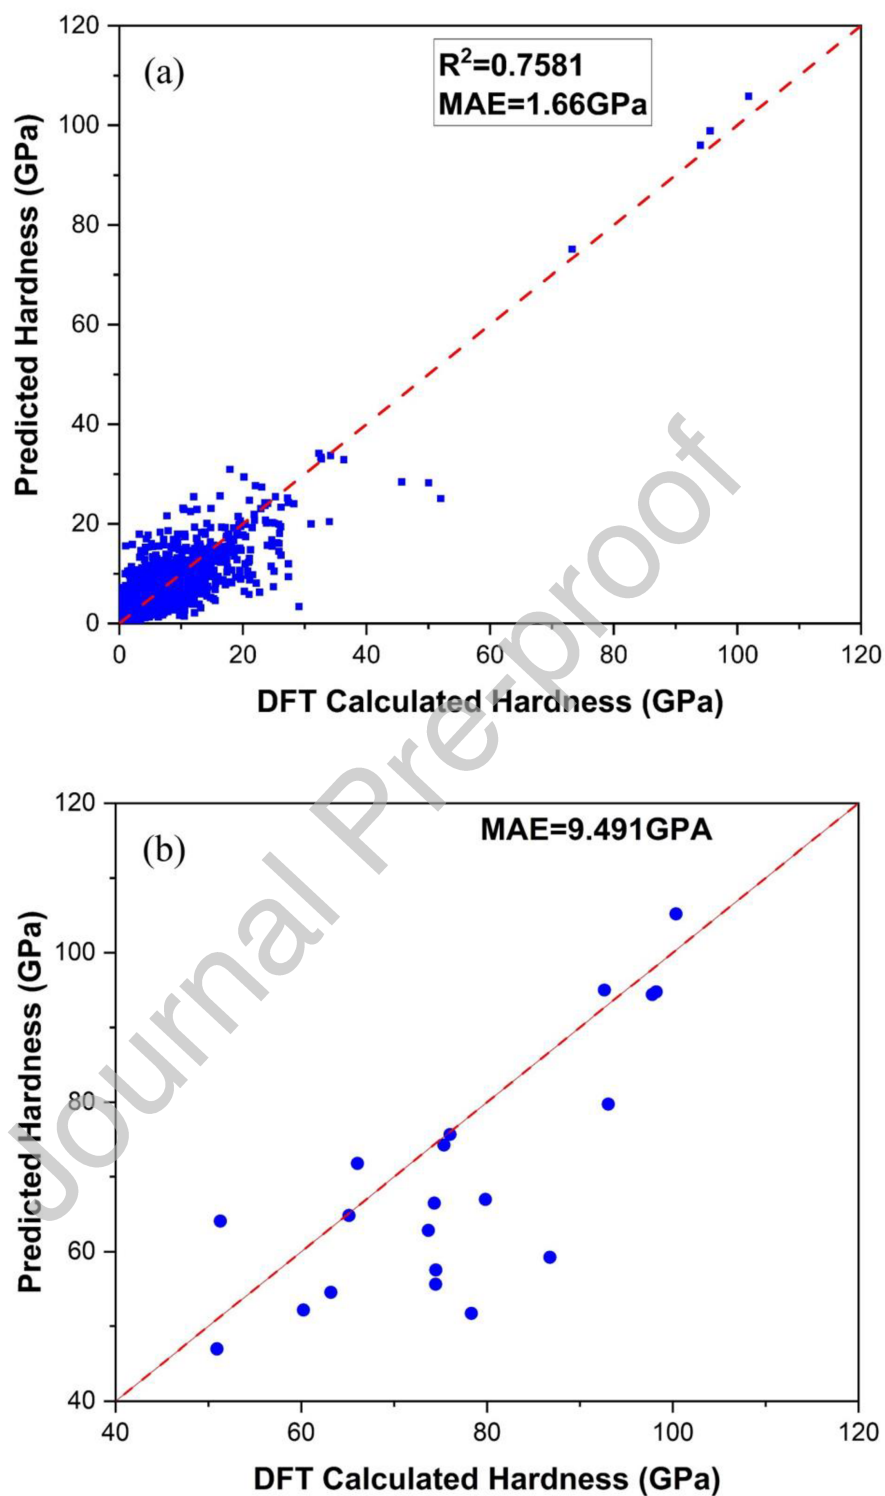 (a)
R²=0.7581
MAE=1.66GPa
120
100
80
60
40
20
0
Predicted Hardness (GPa)
0 20 40 60 80 100 120
DFT Calculated Hardness (GPa)
(b)
MAE=9.491GPA
120
100
80
60
40
Predicted Hardness (GPa)
40 60 80 100 120
DFT Calculated Hardness (GPa)
Journal Pre-proof